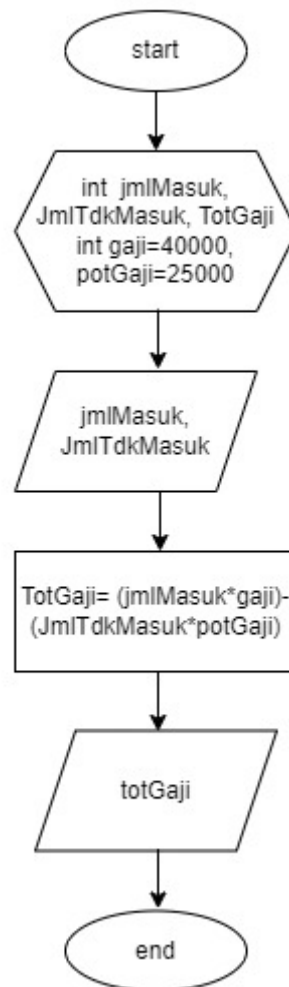 start
int jmlMasuk,
JmlTdkMasuk, TotGaji
int gaji=40000,
potGaji=25000
jmlMasuk,
JmlTdkMasuk
TotGaji= (jmlMasuk*gaji)-
(JmlTdkMasuk*potGaji)
totGaji
end